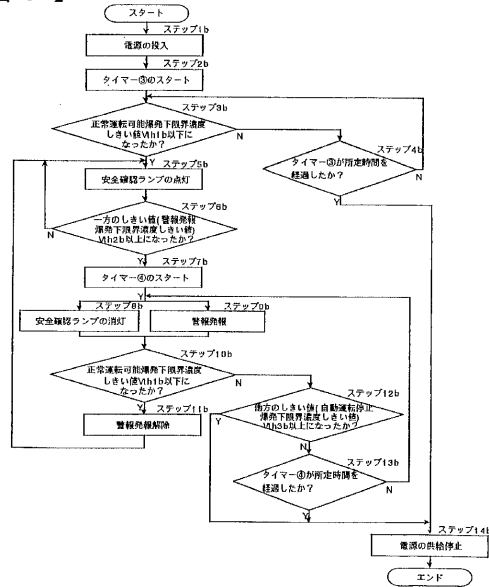 スタート
ステップ1b
電源の投入
ステップ2b
タイマー③のスタート
ステップ3b
正常運転可能爆発下限界濃度
しきい値Vth1b以下に
なったか?
N
Y
ステップ4b
タイマー③が所定時間を
経過したか?
N
Y
ステップ5b
安全確認ランプの点灯
ステップ6b
一方のしきい値(警報発報
爆発下限界濃度しきい値)
Vth2b以上になったか?
N
Y
ステップ7b
タイマー④のスタート
Y
ステップ8b
安全確認ランプの消灯
ステップ9b
警報発報
ステップ10b
正常運転可能爆発下限界濃度
しきい値Vth1b以下に
なったか?
N
Y
ステップ11b
警報発報解除
ステップ12b
他方のしきい値(自動運転停止
爆発下限界濃度しきい値)
Vth3b以上になったか?
Y
N
ステップ13b
タイマー④が所定時間を
経過したか?
N
Y
ステップ14b
電源の供給停止
エンド